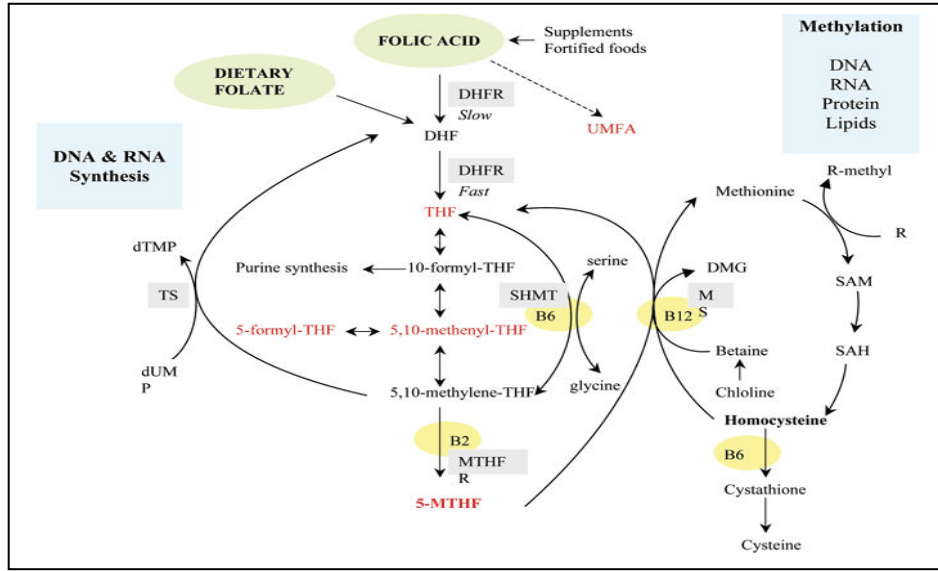 FOLIC ACID
Supplements
Fortified foods
Methylation
DNA
RNA
Protein
Lipids
DIETARY
FOLATE
DHFR
Slow
UMFA
DHF
DNA & RNA
Synthesis
DHFR
Fast
THF
Methionine
R-methyl
R
dTMP
Purine synthesis
10-formyl-THF
serine
DMG
SAM
TS
SHMT
B6
B12
M
S
5-formyl-THF
5,10-methenyl-THF
Betaine
SAH
dUM
P
5,10-methylene-THF
glycine
Chloline
Homocysteine
B2
MTHF
R
B6
5-MTHF
Cystathione
Cysteine